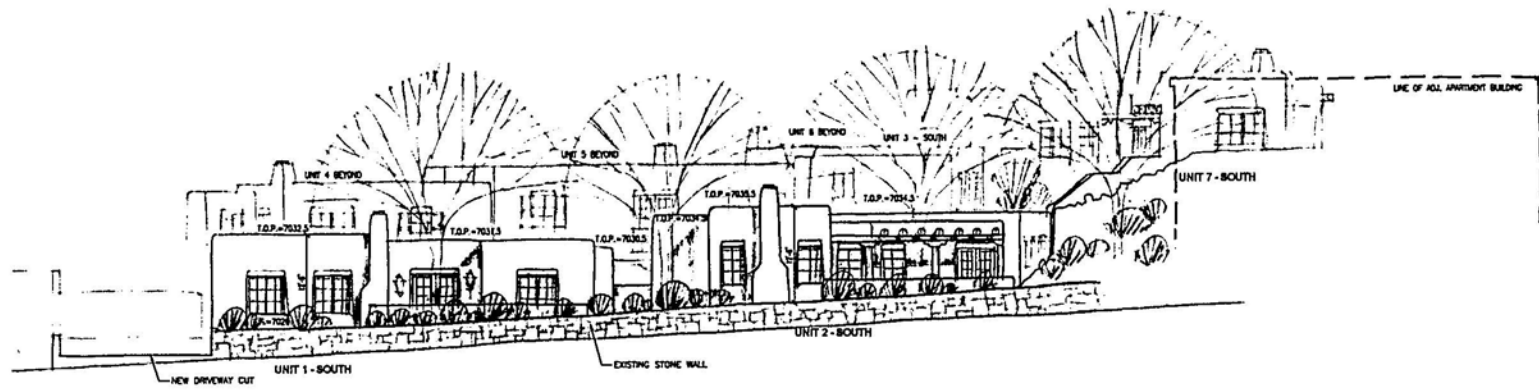 LINE OF ADJ. APARTMENT BUILDING
UNIT 6 BEYOND
UNIT 3 - SOUTH
UNIT 5 BEYOND
UNIT 4 BEYOND
UNIT 7 - SOUTH
T.O.P.=7035.5
T.O.P.=7034.5
T.O.P.=7032.5
T.O.P.=7031.5
T.O.P.=7030.5
T.O.P.=7034.5
UNIT 2 - SOUTH
UNIT 1 - SOUTH
EXISTING STONE WALL
NEW DRIVEWAY CUT